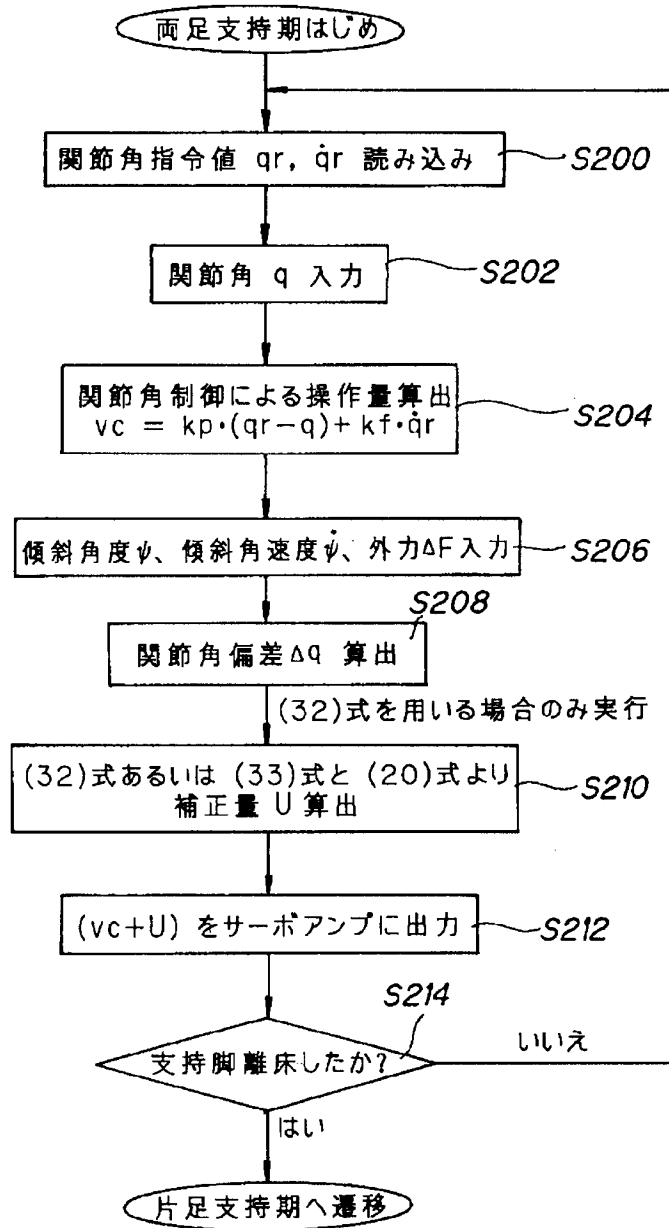 両足支持期はじめ
関節角指令値 qr, q̇r 読み込み
S200
関節角 q 入力
S202
関節角制御による操作量算出
vc = kp·(qr−q)+kf·q̇r
S204
傾斜角度ψ、傾斜角速度ψ̇、外力ΔF入力
S206
S208
関節角偏差Δq 算出
(32)式を用いる場合のみ実行
(32)式あるいは (33)式と (20)式より
補正量 U 算出
S210
(vc+U) をサーボアンプに出力
S212
S214
支持脚離床したか?
いいえ
はい
片足支持期へ遷移